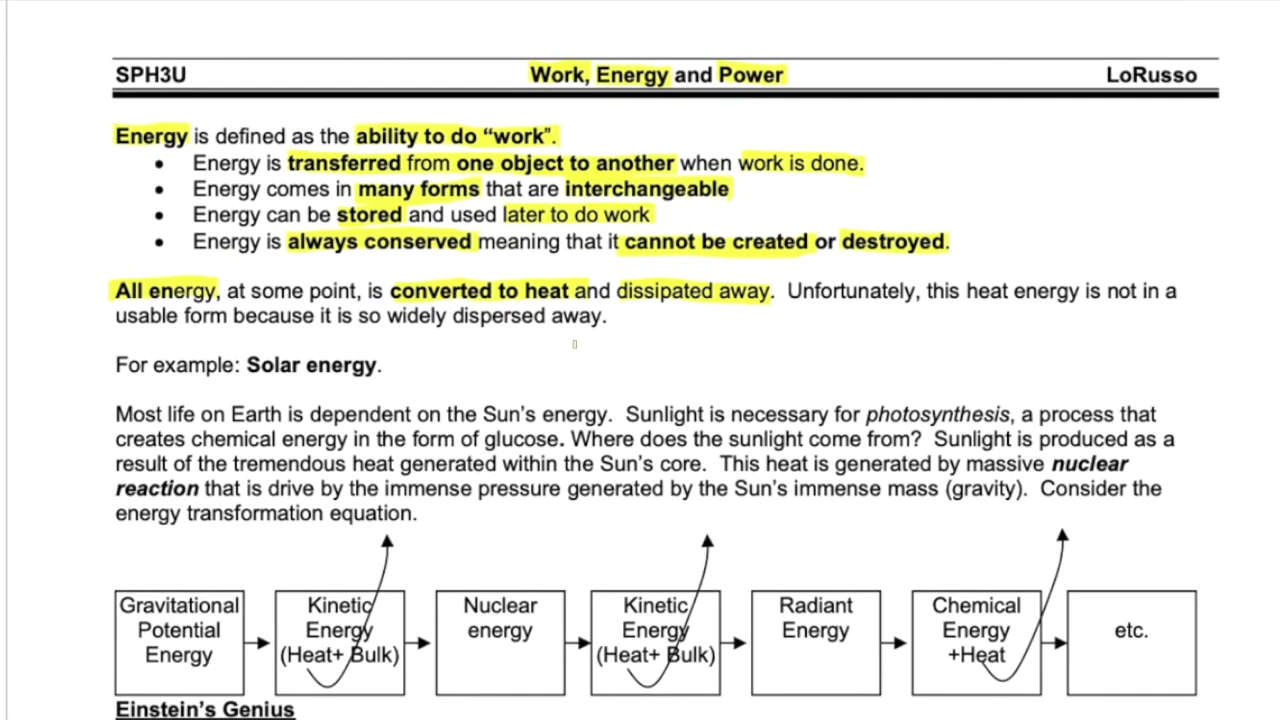 SPH3U Work, Energy and Power LoRusso
Energy is defined as the ability to do “work”.
• Energy is transferred from one object to another when work is done.
• Energy comes in many forms that are interchangeable
• Energy can be stored and used later to do work
• Energy is always conserved meaning that it cannot be created or destroyed.
All energy, at some point, is converted to heat and dissipated away. Unfortunately, this heat energy is not in a
usable form because it is so widely dispersed away.
For example: Solar energy.
Most life on Earth is dependent on the Sun’s energy. Sunlight is necessary for photosynthesis, a process that
creates chemical energy in the form of glucose. Where does the sunlight come from? Sunlight is produced as a
result of the tremendous heat generated within the Sun’s core. This heat is generated by massive nuclear
reaction that is drive by the immense pressure generated by the Sun’s immense mass (gravity). Consider the
energy transformation equation.
Gravitational
Potential
Energy
Kinetic
Energy
(Heat+ Bulk)
Nuclear
energy
Kinetic
Energy
(Heat+ Bulk)
Radiant
Energy
Chemical
Energy
+Heat
etc.
Einstein’s Genius